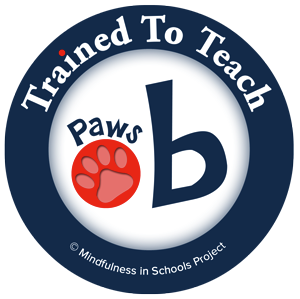 Trained To Teach
Paws
b
© Mindfulness in Schools Project